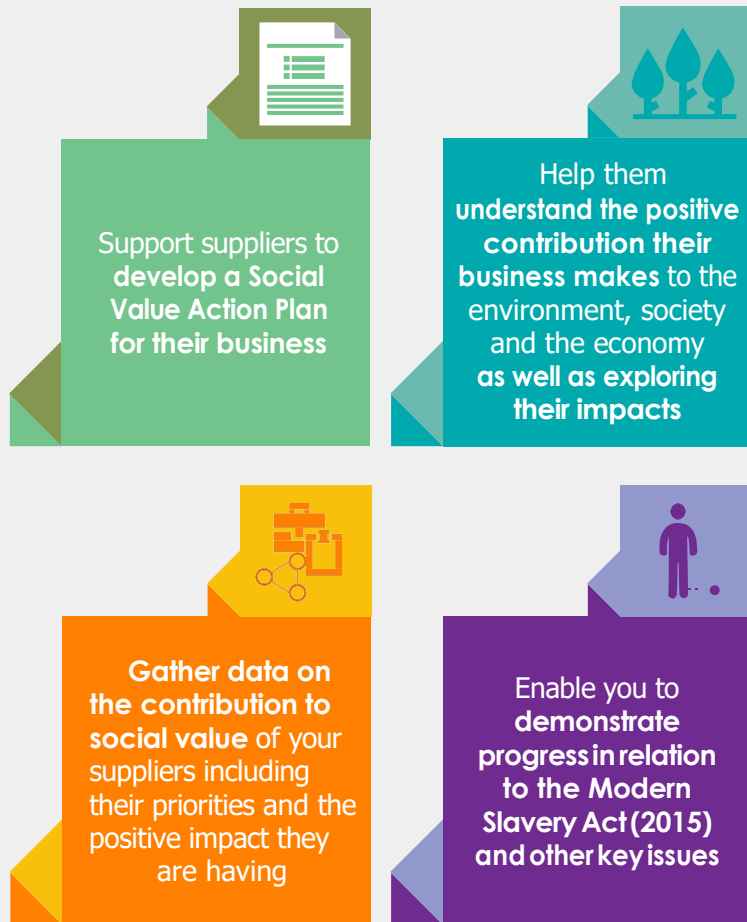 Support suppliers to
develop a Social
Value Action Plan
for their business
Help them
understand the positive
contribution their
business makes to the
environment, society
and the economy
as well as exploring
their impacts
Gather data on
the contribution to
social value of your
suppliers including
their priorities and the
positive impact they
are having
Enable you to
demonstrate
progress in relation
to the Modern
Slavery Act (2015)
and other key issues